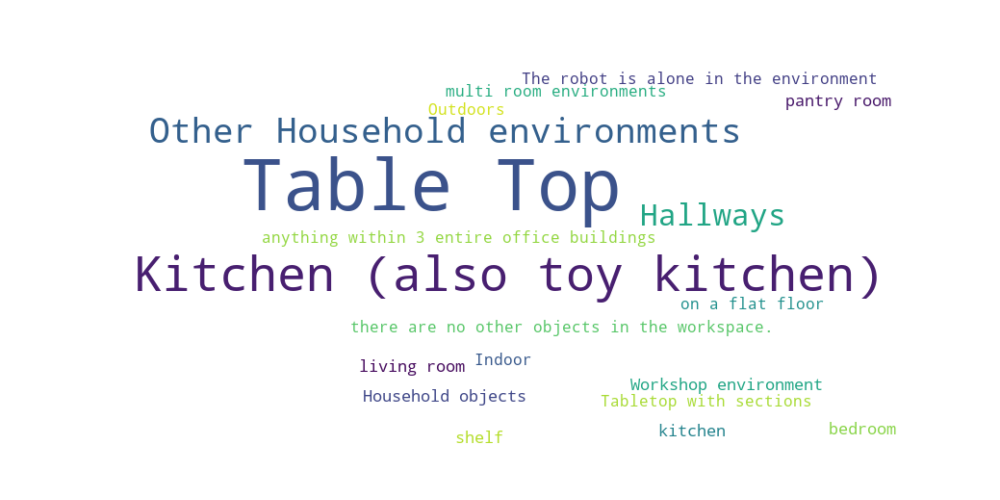 The robot is alone in the environment
multi room environments
pantry room
Outdoors
Other Household environments
Table Top
Hallways
anything within 3 entire office buildings
Kitchen (also toy kitchen)
on a flat floor
there are no other objects in the workspace.
Indoor
living room
Workshop environment
Household objects
Tabletop with sections
kitchen
bedroom
shelf